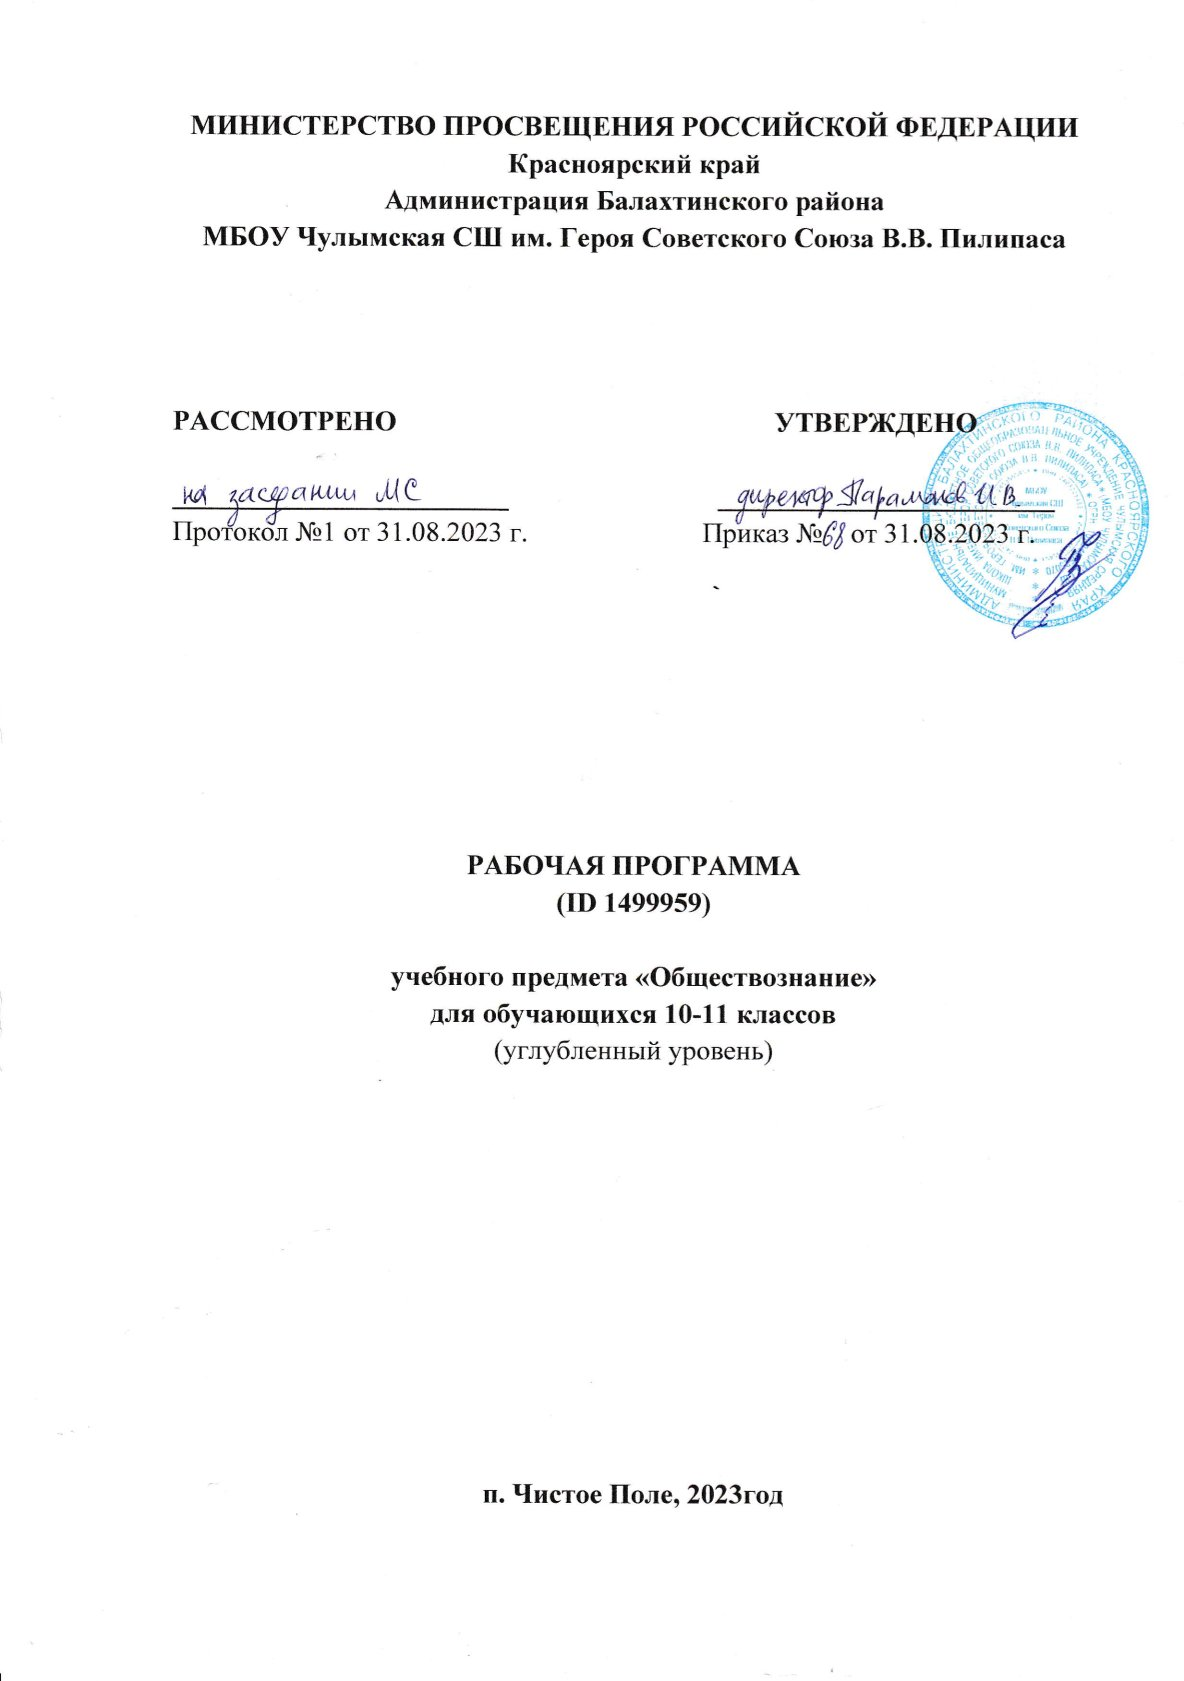 МИНИСТЕРСТВО ПРОСВЕЩЕНИЯ РОССИЙСКОЙ ФЕДЕРАЦИИ
Красноярский край
Администрация Балахтинского района
МБОУ Чулымская СШ им. Героя Советского Союза В.В. Пилипаса
РАССМОТРЕНО
УТВЕРЖДЕНО
на заседании МС
директор Парамонов И В
Протокол №1 от 31.08.2023 г.
Приказ №68 от 31.08.2023 г.
РАБОЧАЯ ПРОГРАММА
(ID 1499959)
учебного предмета «Обществознание»
для обучающихся 10-11 классов
(углубленный уровень)
п. Чистое Поле, 2023год